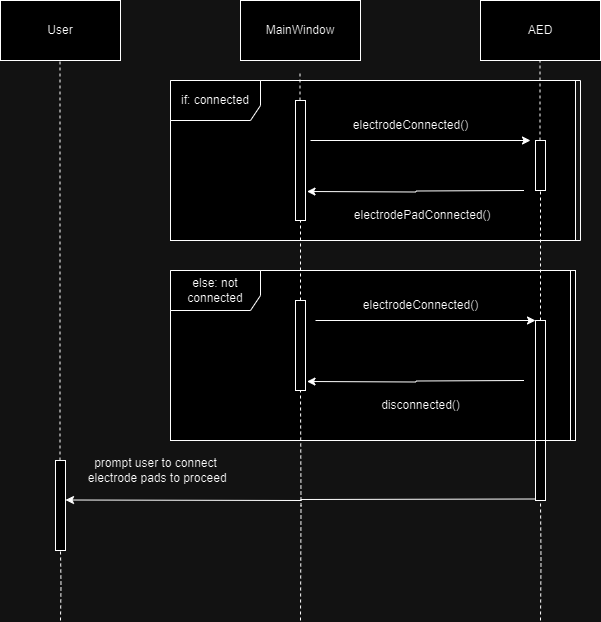 User
MainWindow
AED
if: connected
electrodeConnected()
electrodePadConnected()
else: not
connected
electrodeConnected()
disconnected()
prompt user to connect
electrode pads to proceed